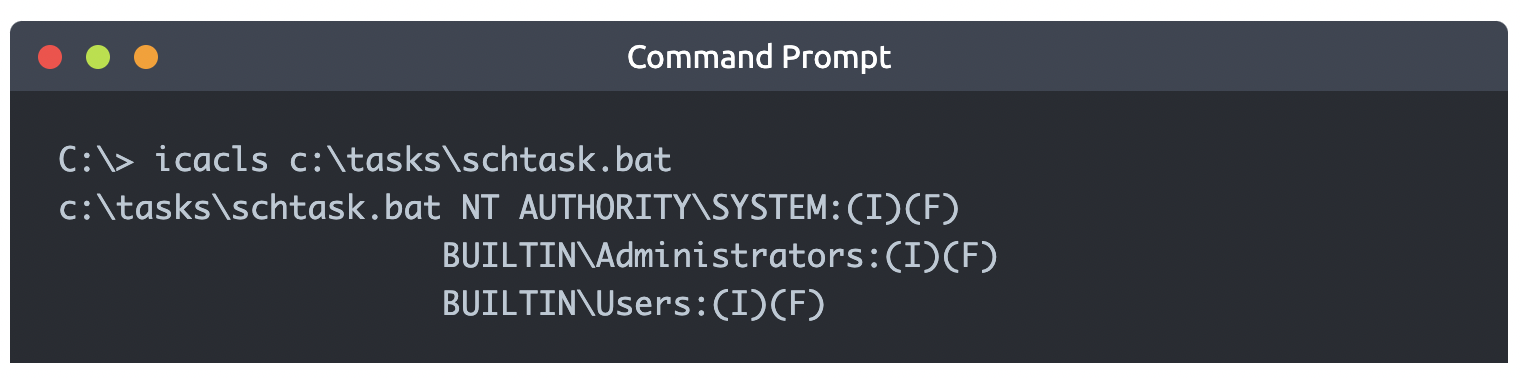 Command Prompt
C:\> icacls c:\tasks\schtask.bat
c:\tasks\schtask.bat NT AUTHORITY\SYSTEM:(I)(F)
                    BUILTIN\Administrators:(I)(F)
                    BUILTIN\Users:(I)(F)